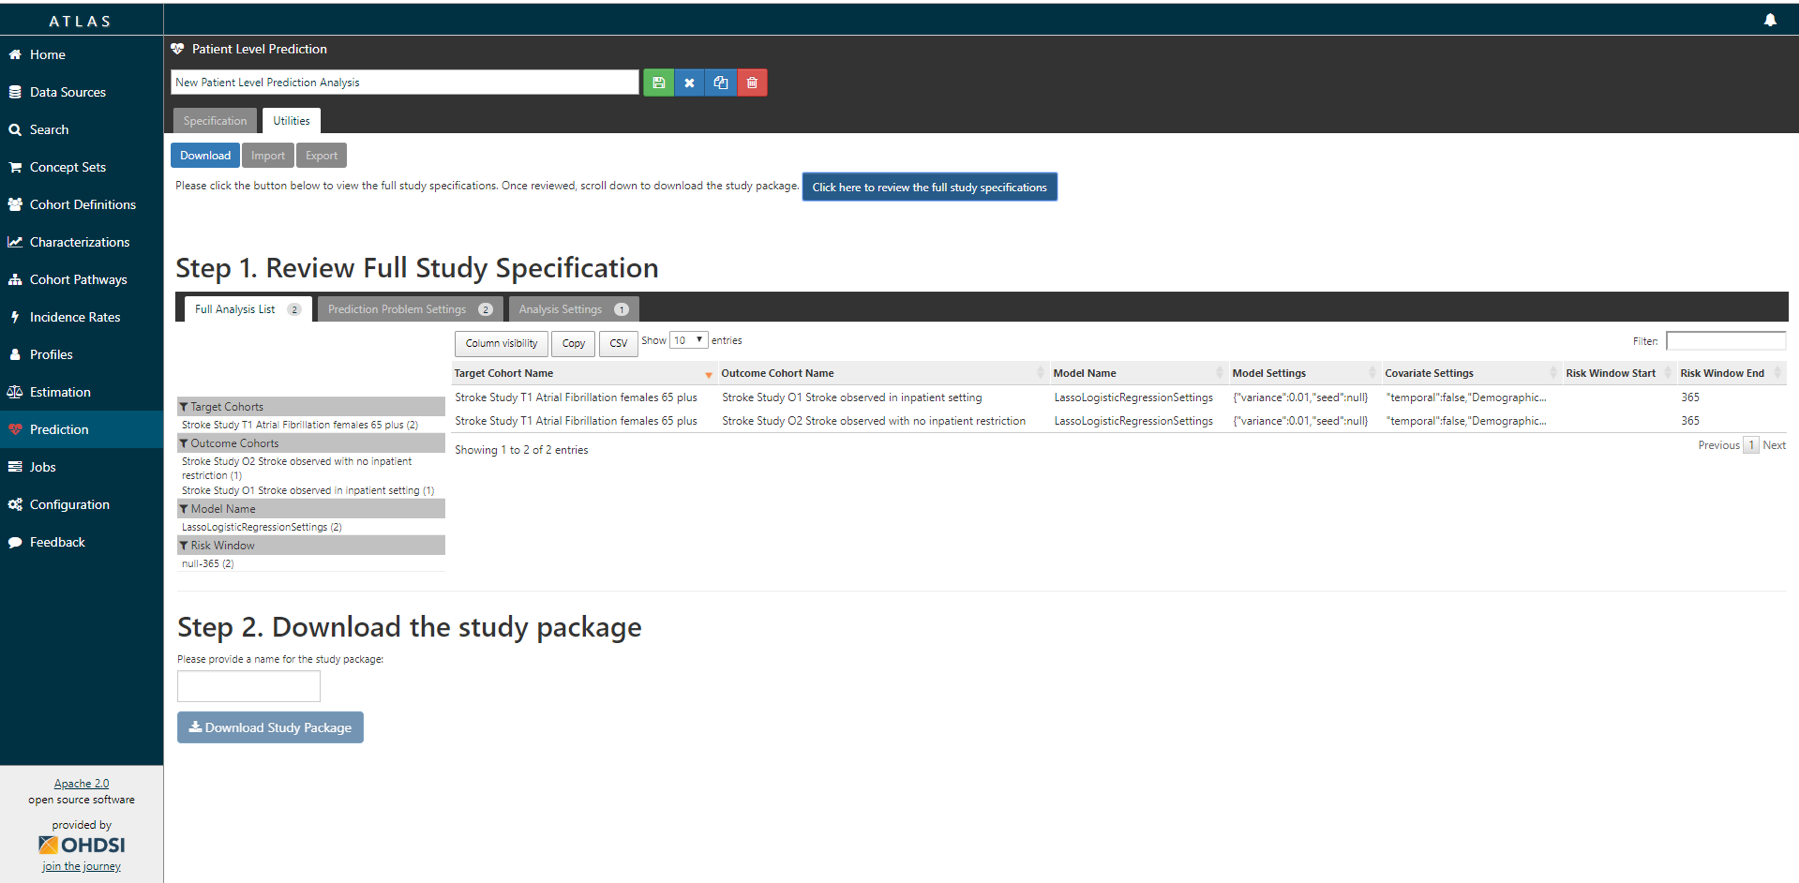 ATLAS
Home
Data Sources
Search
Concept Sets
Cohort Definitions
Characterizations
Cohort Pathways
Incidence Rates
Profiles
Estimation
Prediction
Jobs
Configuration
Feedback
Apache 2.0
open source software
provided by
OHDSI
join the journey
Patient Level Prediction
New Patient Level Prediction Analysis
Specification Utilities
Download Import Export
Please click the button below to view the full study specifications. Once reviewed, scroll down to download the study package. Click here to review the full study specifications
Step 1. Review Full Study Specification
Full Analysis List 2 Prediction Problem Settings 2 Analysis Settings 1
Column visibility Copy CSV Show 10 entries Filter:
Target Cohorts
Stroke Study T1 Atrial Fibrillation females 65 plus (2)
Outcome Cohorts
Stroke Study O2 Stroke observed with no inpatient
restriction (1)
Stroke Study O1 Stroke observed in inpatient setting (1)
Model Name
LassoLogisticRegressionSettings (2)
Risk Window
null-365 (2)
Target Cohort Name Outcome Cohort Name Model Name Model Settings Covariate Settings Risk Window Start Risk Window End
Stroke Study T1 Atrial Fibrillation females 65 plus Stroke Study O1 Stroke observed in inpatient setting LassoLogisticRegressionSettings {"variance":0.01,"seed":null} "temporal":false,"Demographic... 365
Stroke Study T1 Atrial Fibrillation females 65 plus Stroke Study O2 Stroke observed with no inpatient restriction LassoLogisticRegressionSettings {"variance":0.01,"seed":null} "temporal":false,"Demographic... 365
Showing 1 to 2 of 2 entries Previous 1 Next
Step 2. Download the study package
Please provide a name for the study package:
Download Study Package